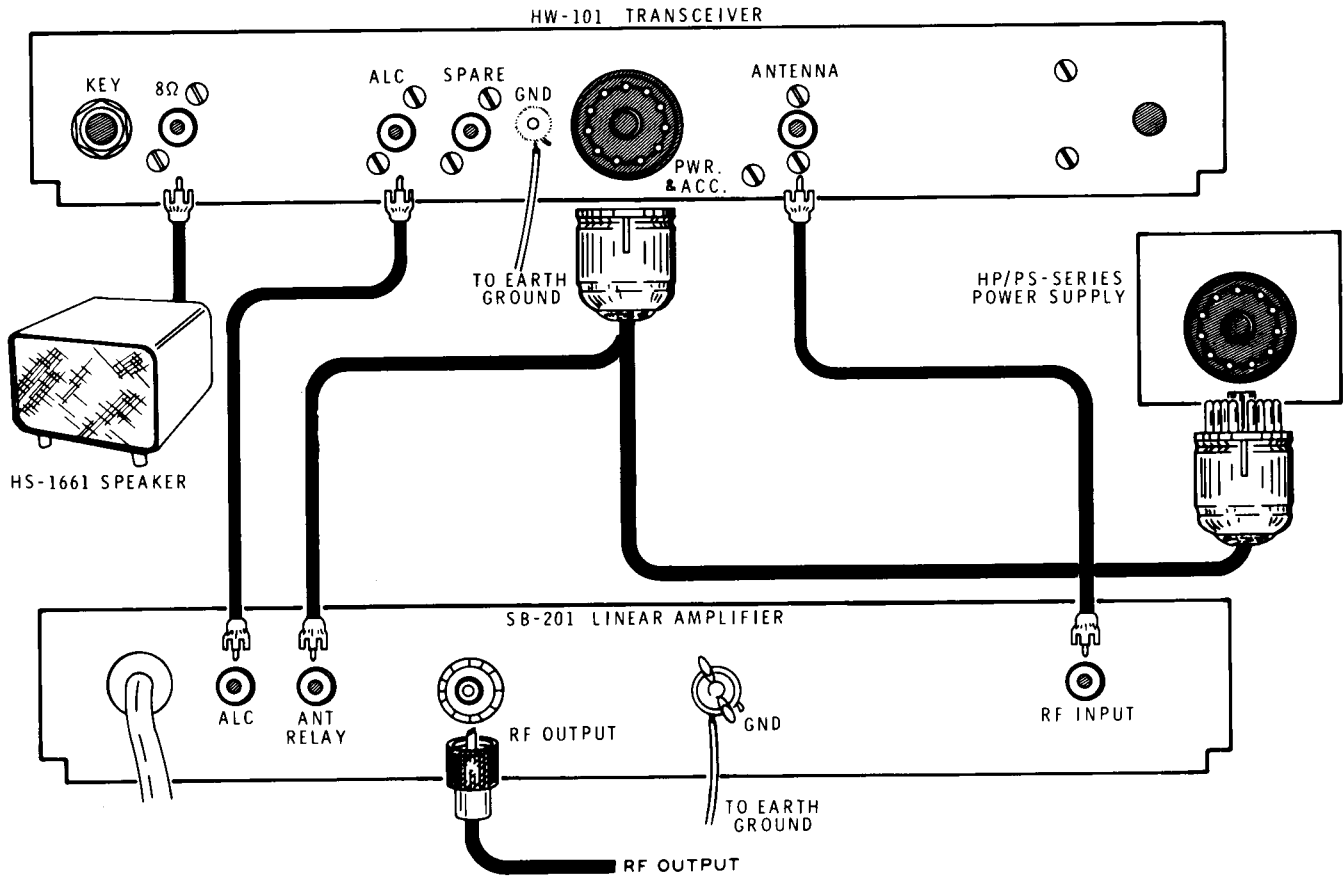 HW-101 TRANSCEIVER
KEY
8Ω
ALC
SPARE
GND
PWR.
& ACC.
ANTENNA
TO EARTH
GROUND
HP/PS-SERIES
POWER SUPPLY
HS-1661 SPEAKER
SB-201 LINEAR AMPLIFIER
ALC
ANT
RELAY
RF OUTPUT
GND
RF INPUT
TO EARTH
GROUND
RF OUTPUT